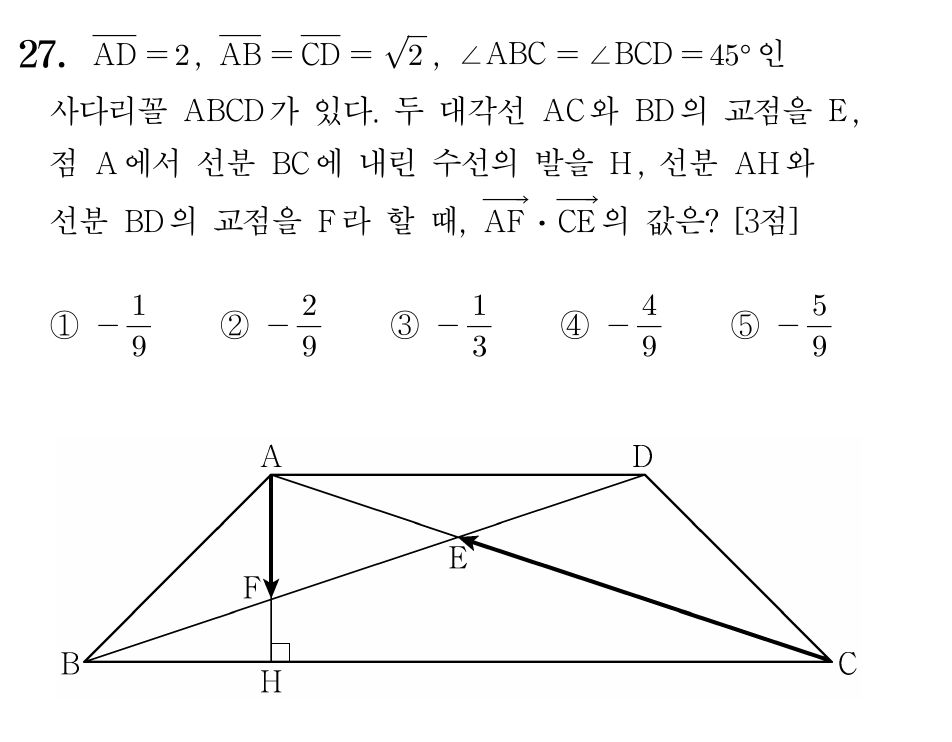 27. $\overline{AD}=2$, $\overline{AB}=\overline{CD}=\sqrt{2}$, ∠ABC = ∠BCD = 45° 인
사다리꼴 ABCD가 있다. 두 대각선 AC와 BD의 교점을 E,
점 A에서 선분 BC에 내린 수선의 발을 H, 선분 AH와
선분 BD의 교점을 F라 할 때, $\overrightarrow{AF}\cdot\overrightarrow{CE}$의 값은? [3점]
① $-\frac{1}{9}$ ② $-\frac{2}{9}$ ③ $-\frac{1}{3}$ ④ $-\frac{4}{9}$ ⑤ $-\frac{5}{9}$
A D
E
F
B C
H